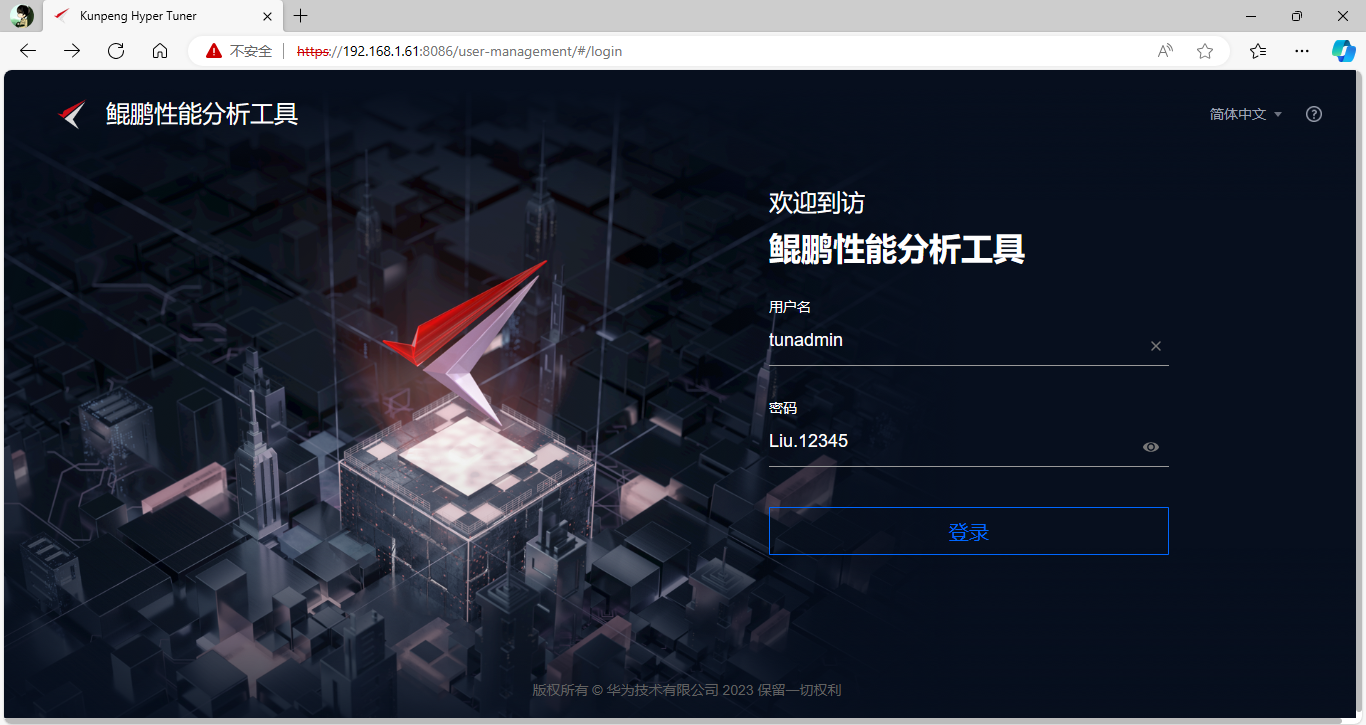 Kunpeng Hyper Tuner
不安全 https://192.168.1.61:8086/user-management/#/login
鲲鹏性能分析工具
简体中文
欢迎到访
鲲鹏性能分析工具
用户名
tunadmin
密码
Liu.12345
登录
版权所有 © 华为技术有限公司 2023 保留一切权利